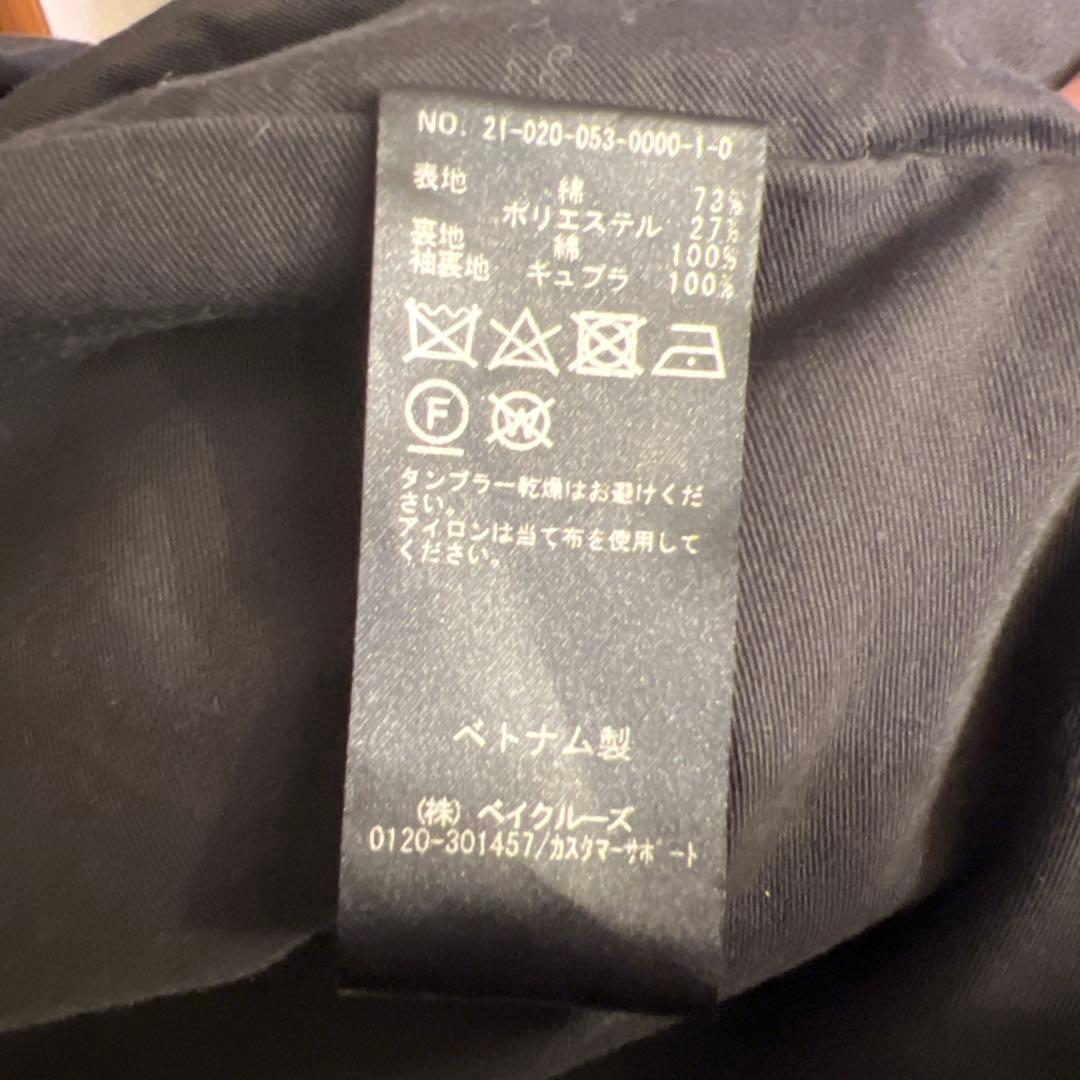 NO. 21-020-053-0000-1-0
表地 綿 73%
ポリエステル 27%
裏地 綿 100%
袖裏地 キュプラ 100%
F W
タンブラー乾燥はお避けくだ
さい。
アイロンは当て布を使用して
ください。
ベトナム製
(株) ベイクルーズ
0120-301457/カスタマーサポート